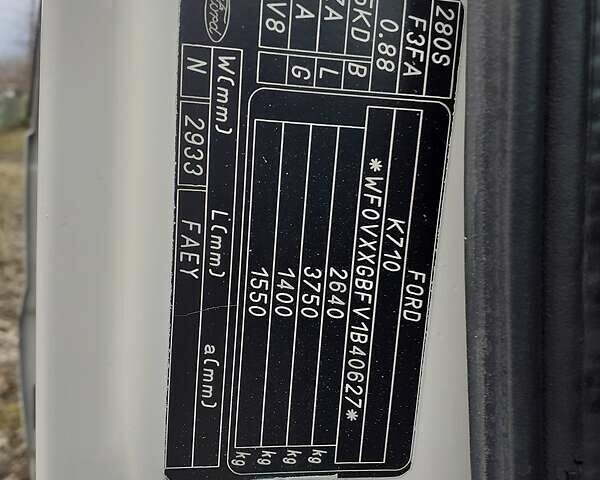 280S
F3FA
0.88
5KD B
A L
A G
V8
FORD
K710
*WF0VXXGBFV1B40627*
2640 kg
3750 kg
1400 kg
1550 kg
Ford W(mm) L(mm) a(mm)
N 2933 FAEY